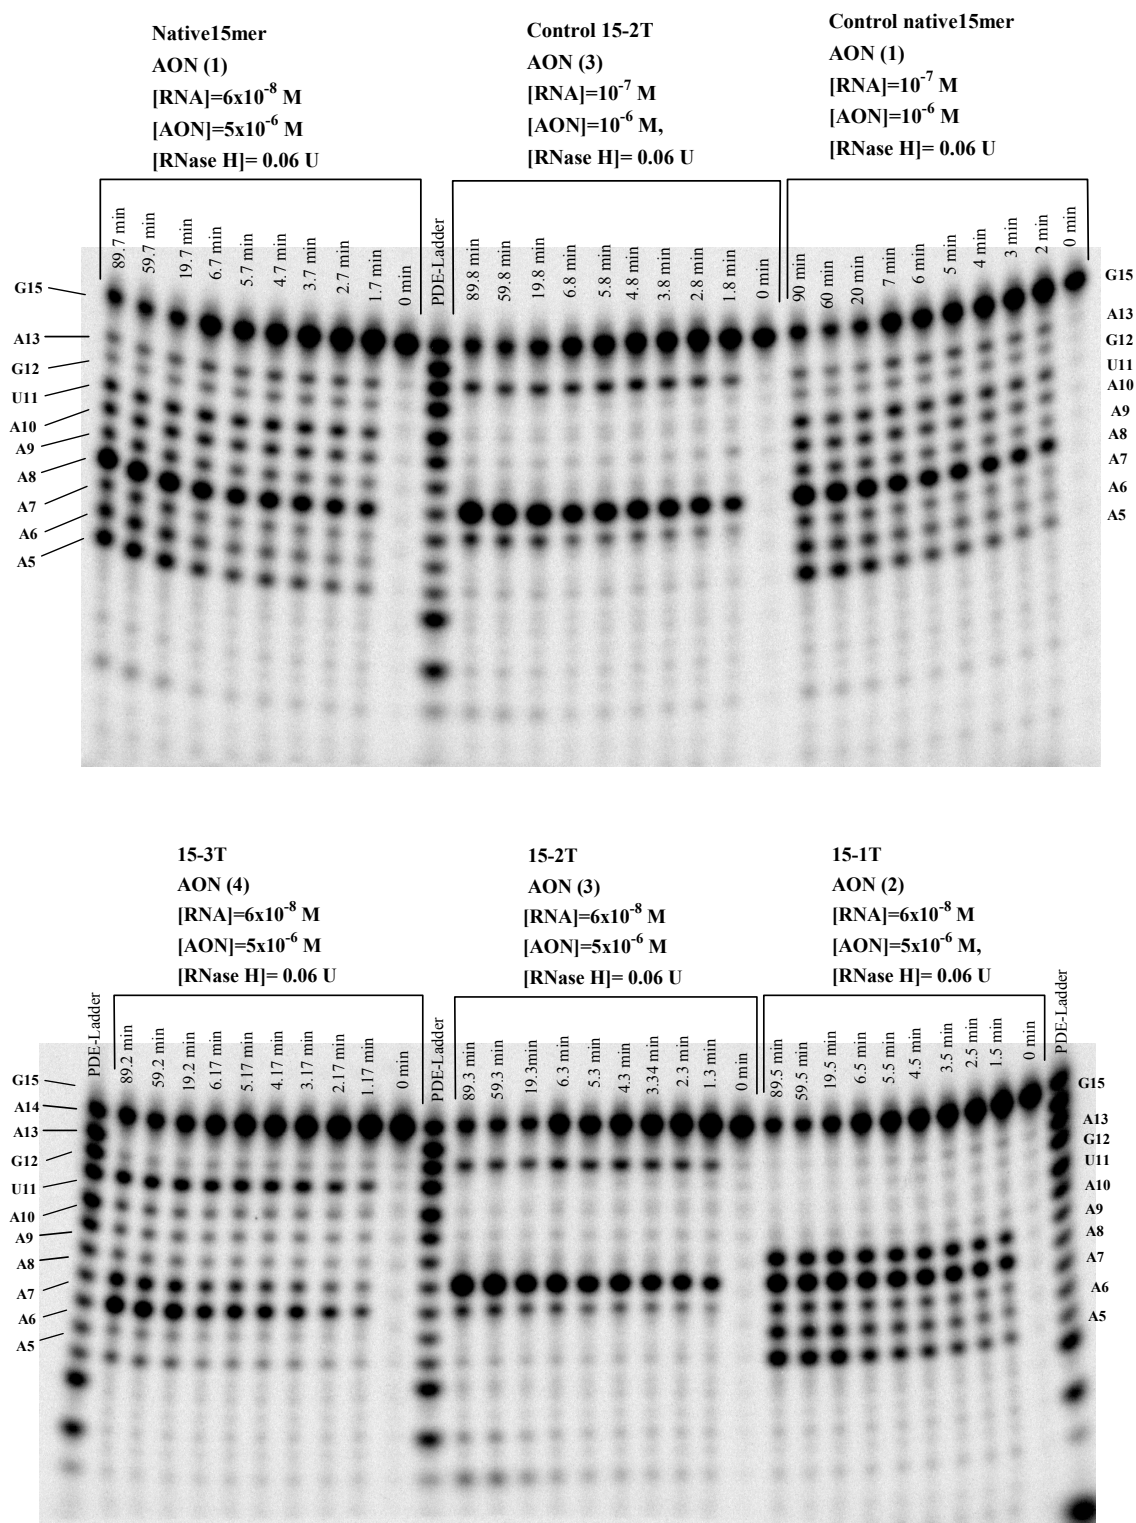 Native15mer
AON (1)
[RNA]=6x10-8 M
[AON]=5x10-6 M
[RNase H]= 0.06 U
Control 15-2T
AON (3)
[RNA]=10-7 M
[AON]=10-6 M,
[RNase H]= 0.06 U
Control native15mer
AON (1)
[RNA]=10-7 M
[AON]=10-6 M
[RNase H]= 0.06 U
89.7 min
59.7 min
19.7 min
6.7 min
5.7 min
4.7 min
3.7 min
2.7 min
1.7 min
0 min
PDE-Ladder
89.8 min
59.8 min
19.8 min
6.8 min
5.8 min
4.8 min
3.8 min
2.8 min
1.8 min
0 min
90 min
60 min
20 min
7 min
6 min
5 min
4 min
3 min
2 min
0 min
G15
A13
G12
U11
A10
A9
A8
A7
A6
A5
G15
A13
G12
U11
A10
A9
A8
A7
A6
A5
15-3T
AON (4)
[RNA]=6x10-8 M
[AON]=5x10-6 M
[RNase H]= 0.06 U
15-2T
AON (3)
[RNA]=6x10-8 M
[AON]=5x10-6 M
[RNase H]= 0.06 U
15-1T
AON (2)
[RNA]=6x10-8 M
[AON]=5x10-6 M,
[RNase H]= 0.06 U
PDE-Ladder
89.2 min
59.2 min
19.2 min
6.17 min
5.17 min
4.17 min
3.17 min
2.17 min
1.17 min
0 min
PDE-Ladder
89.3 min
59.3 min
19.3min
6.3 min
5.3 min
4.3 min
3.34 min
2.3 min
1.3 min
0 min
89.5 min
59.5 min
19.5 min
6.5 min
5.5 min
4.5 min
3.5 min
2.5 min
1.5 min
0 min
PDE-Ladder
G15
A14
A13
G12
U11
A10
A9
A8
A7
A6
A5
G15
A13
G12
U11
A10
A9
A8
A7
A6
A5